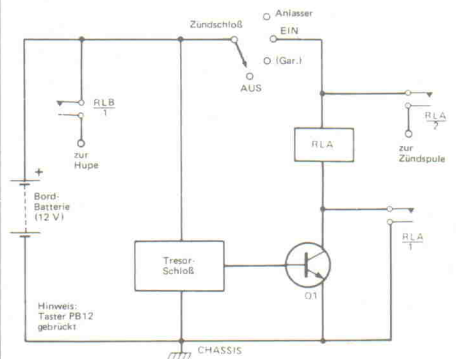 Anlasser
Zündschloß
EIN
(Gar.)
AUS
RLB
1
RLA
2
zur
Hupe
RLA
zur
Zündspule
+
Bord-
Batterie
(12 V)
RLA
1
Tresor-
Schloß
Q1
Hinweis:
Taster PB12
gebrückt
CHASSIS